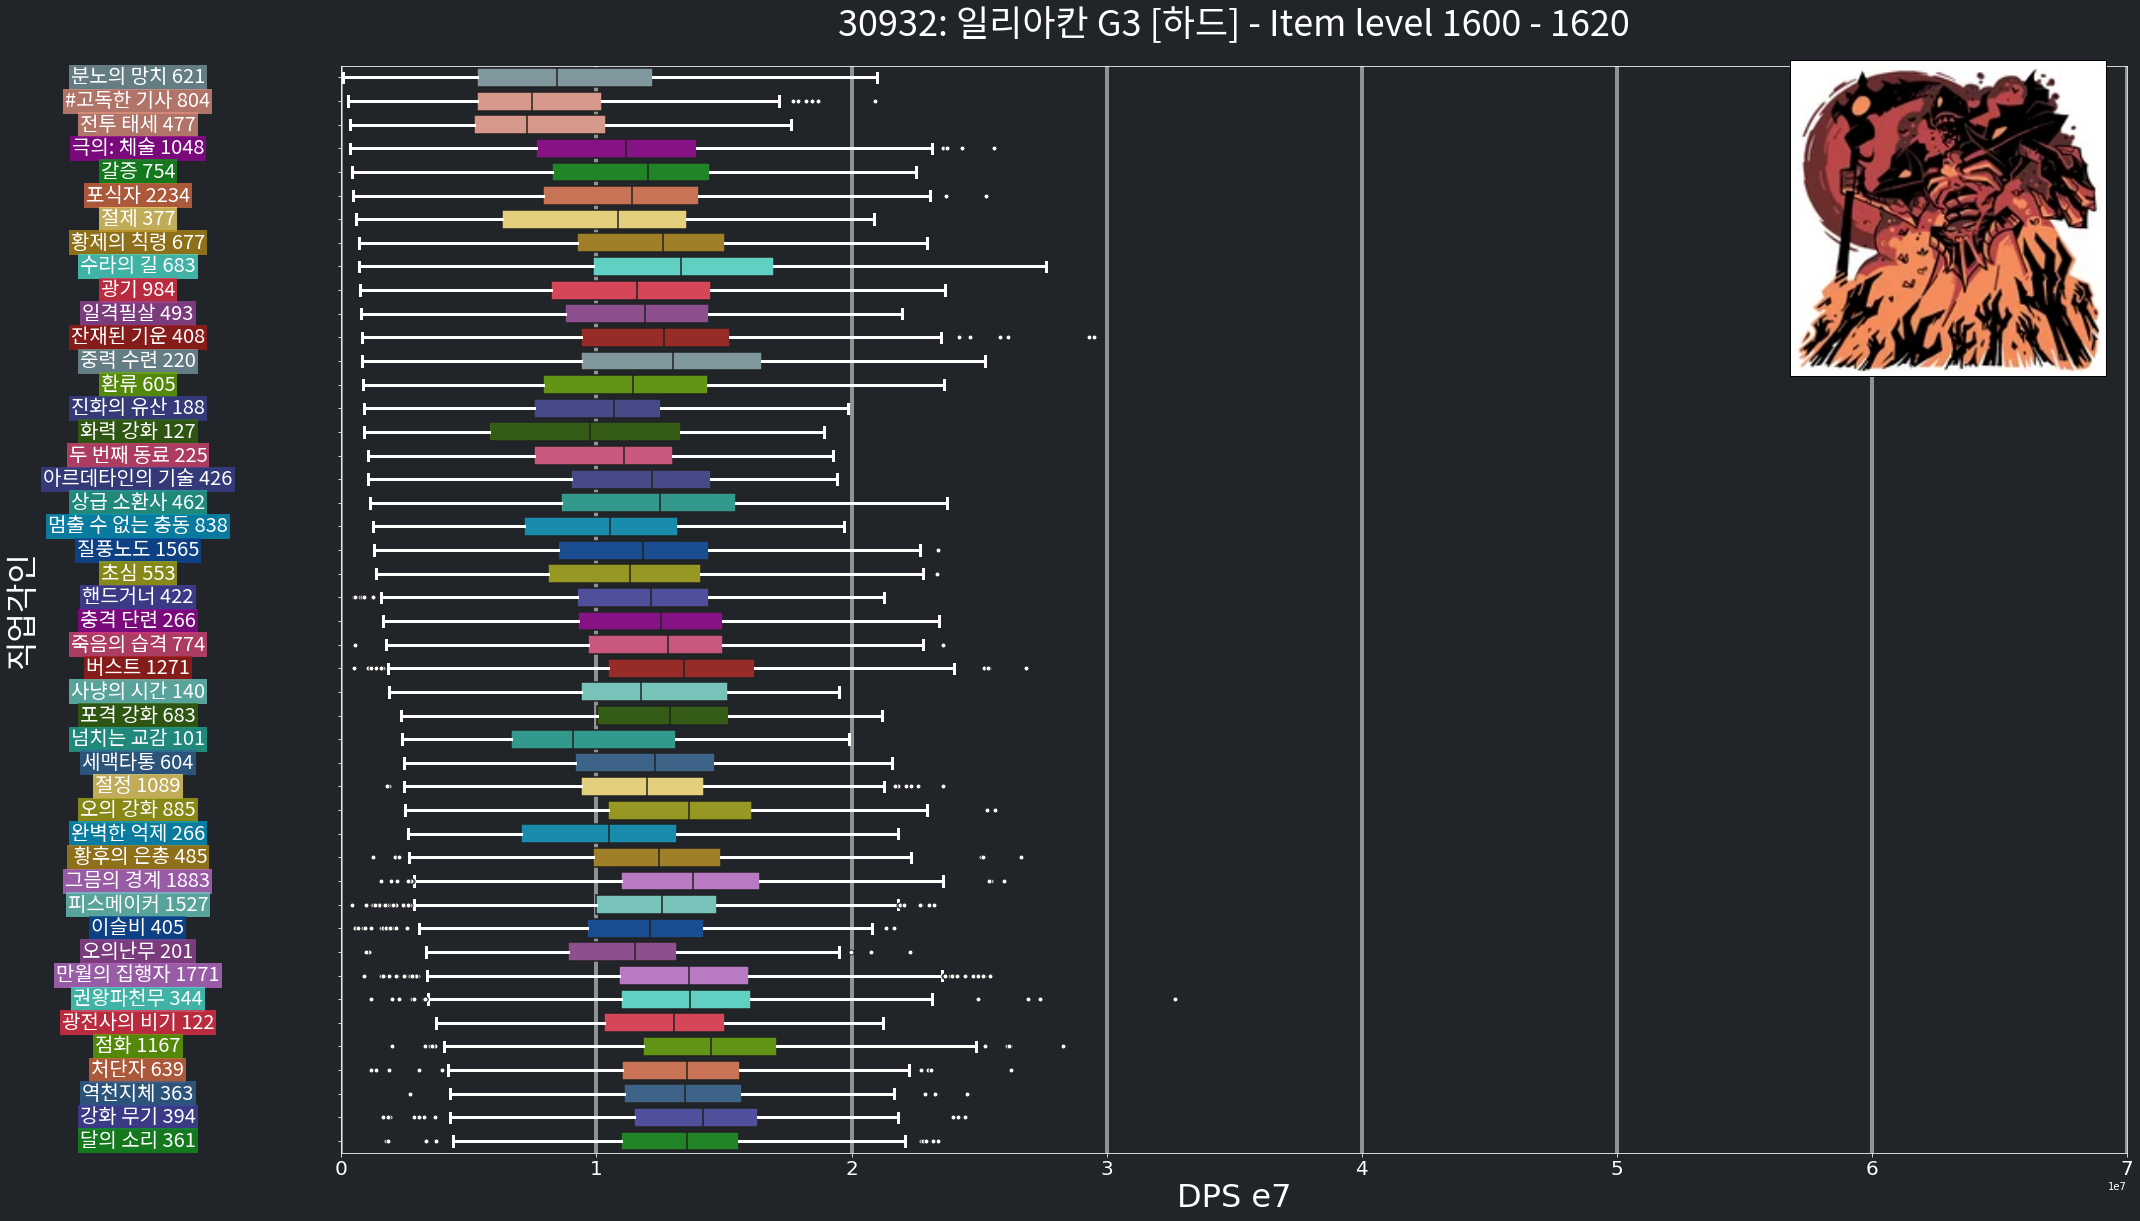 30932: 일리아칸 G3 [하드] - Item level 1600 - 1620
직업각인
분노의 망치 621
#고독한 기사 804
전투 태세 477
극의: 체술 1048
갈증 754
포식자 2234
절제 377
황제의 칙령 677
수라의 길 683
광기 984
일격필살 493
잔재된 기운 408
중력 수련 220
환류 605
진화의 유산 188
화력 강화 127
두 번째 동료 225
아르데타인의 기술 426
상급 소환사 462
멈출 수 없는 충동 838
질풍노도 1565
초심 553
핸드거너 422
충격 단련 266
죽음의 습격 774
버스트 1271
사냥의 시간 140
포격 강화 683
넘치는 교감 101
세맥타통 604
절정 1089
오의 강화 885
완벽한 억제 266
황후의 은총 485
그믐의 경계 1883
피스메이커 1527
이슬비 405
오의난무 201
만월의 집행자 1771
권왕파천무 344
광전사의 비기 122
점화 1167
처단자 639
역천지체 363
강화 무기 394
달의 소리 361
0 1 2 3 4 5 6 7
1e7
DPS e7